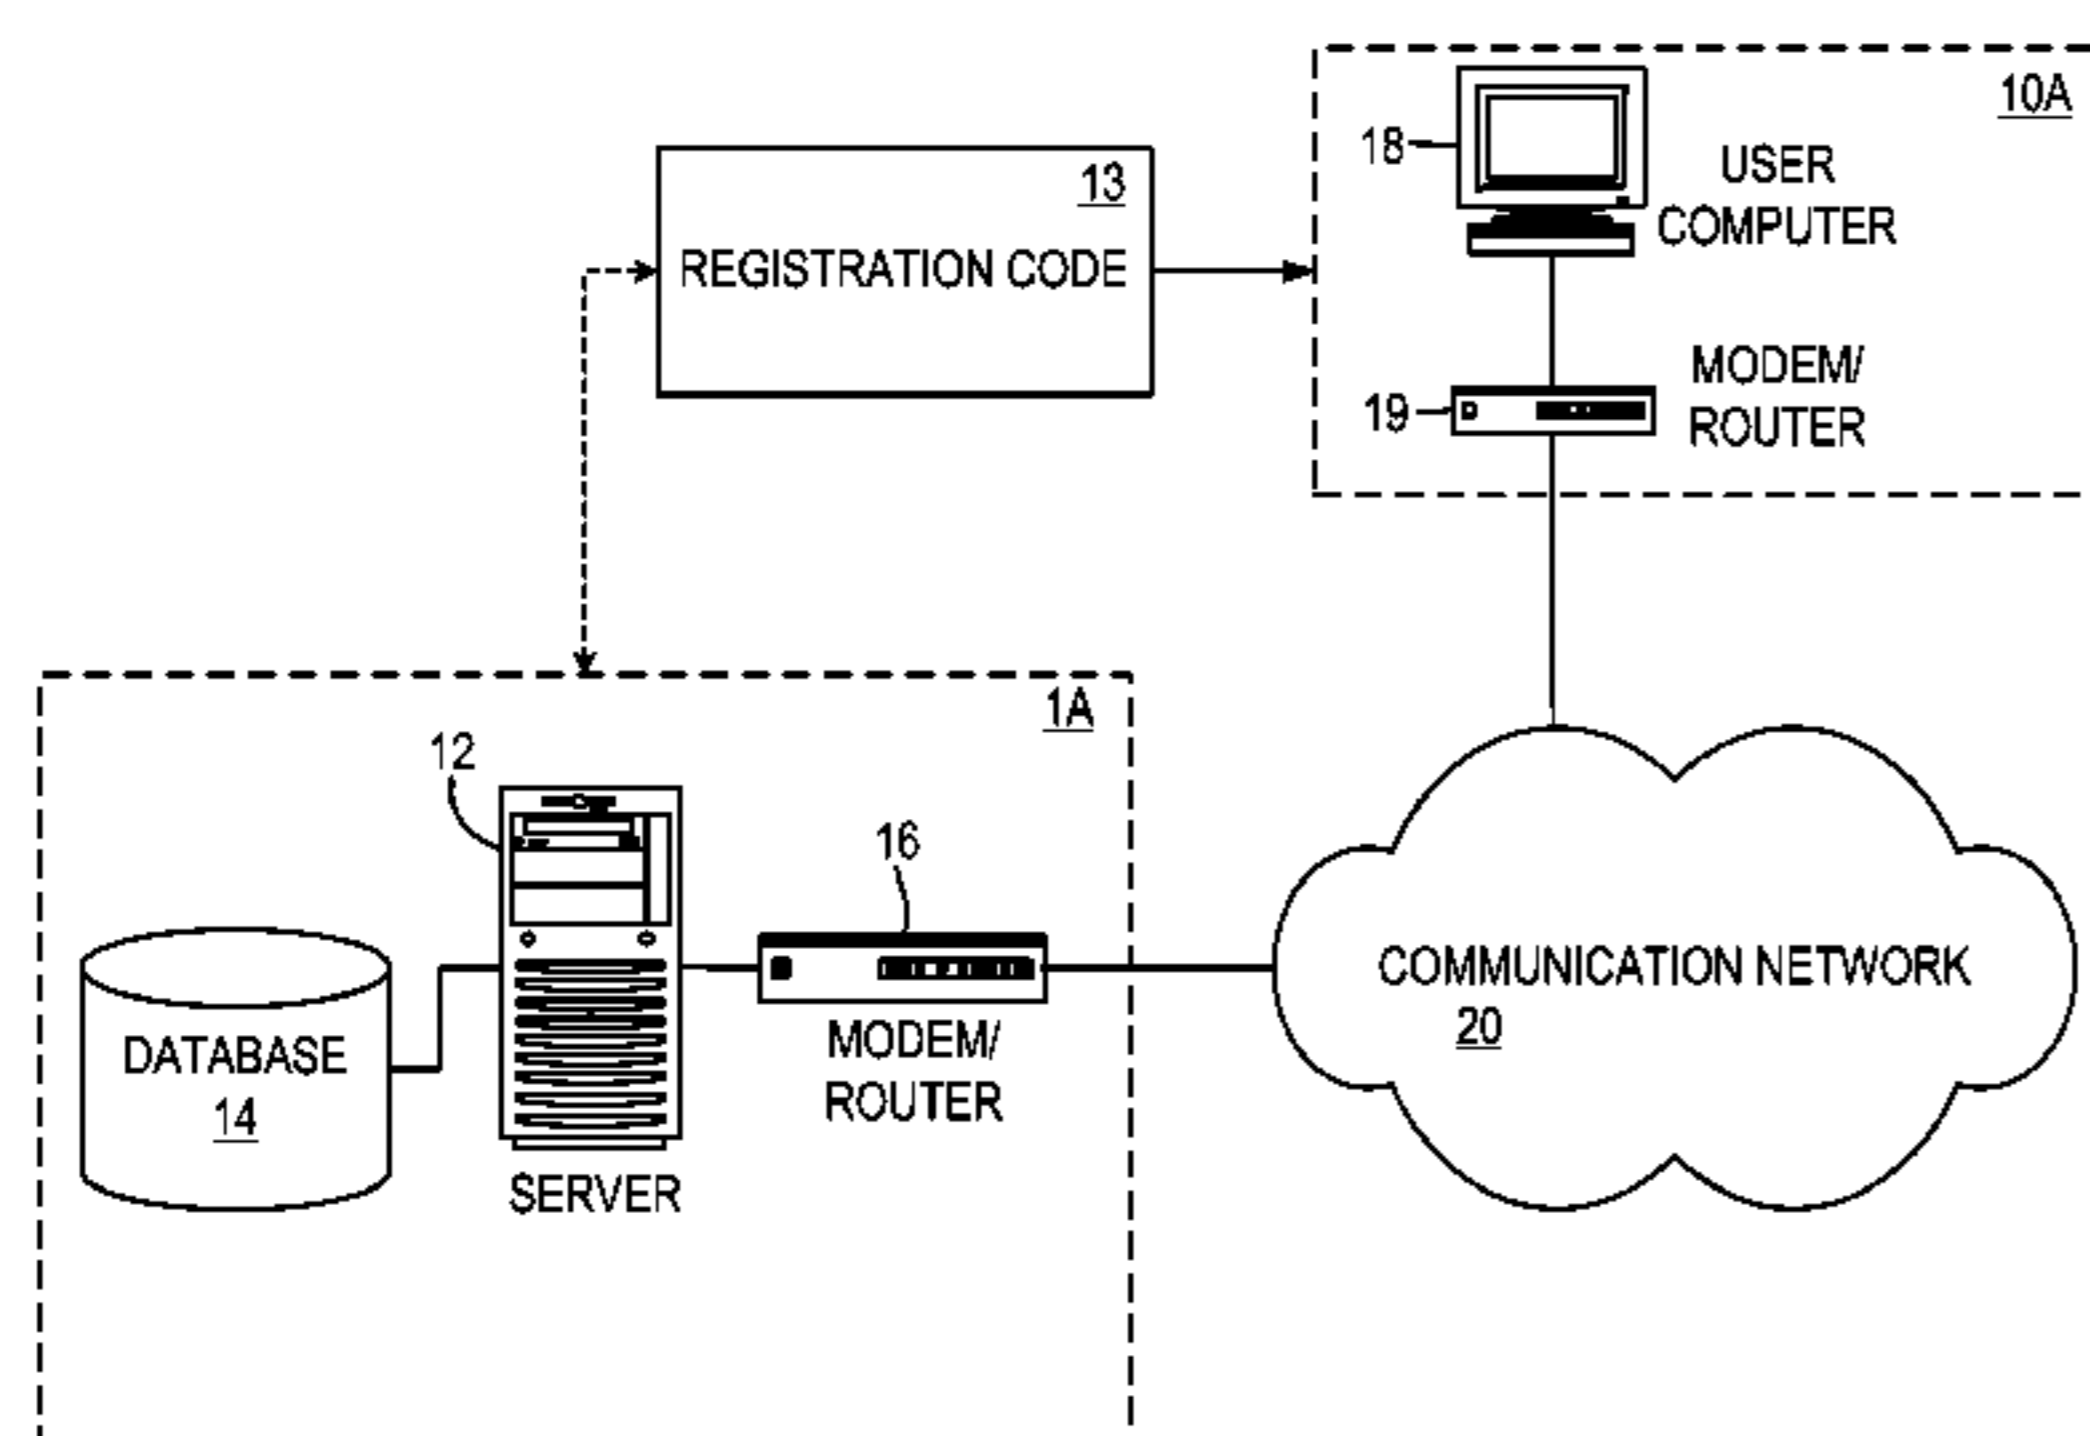 10A
18
USER
COMPUTER
13
REGISTRATION CODE
MODEM/
ROUTER
19
1A
12
16
COMMUNICATION NETWORK
20
DATABASE
14
MODEM/
ROUTER
SERVER